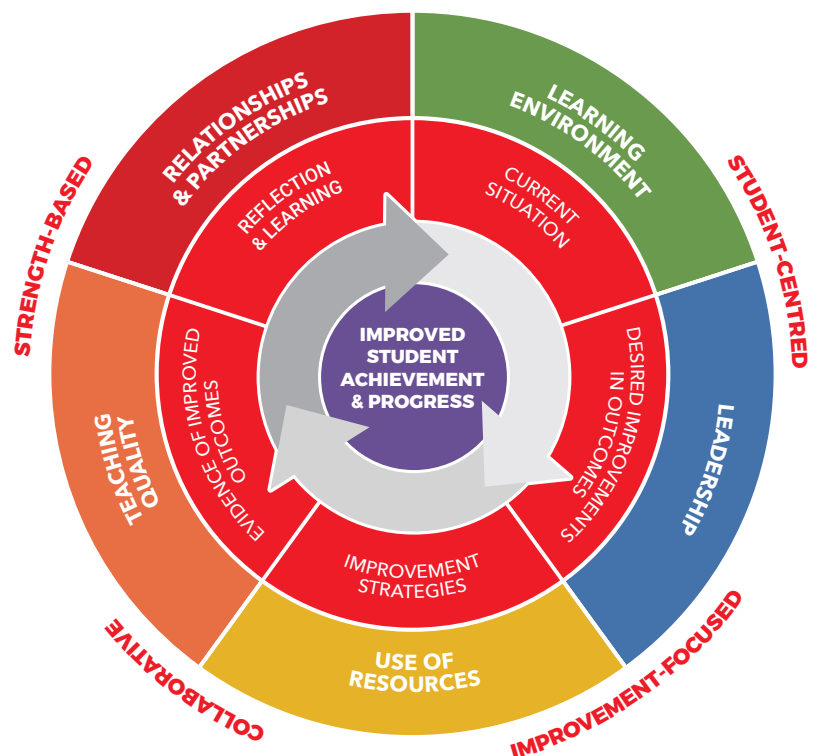 RELATIONSHIPS
& PARTNERSHIPS
LEARNING
ENVIRONMENT
REFLECTION
& LEARNING
CURRENT
SITUATION
STRENGTH-BASED
STUDENT-CENTRED
IMPROVED
STUDENT
ACHIEVEMENT
& PROGRESS
EVIDENCE OF IMPROVED
OUTCOMES
DESIRED IMPROVEMENTS
IN OUTCOMES
TEACHING
QUALITY
LEADERSHIP
IMPROVEMENT
STRATEGIES
USE OF
RESOURCES
COLLABORATIVE
IMPROVEMENT-FOCUSED